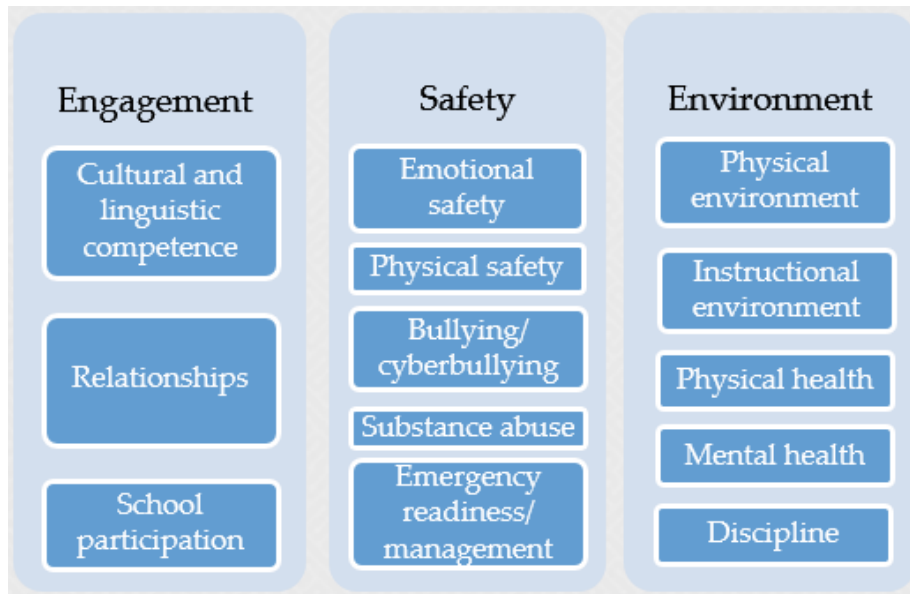 Engagement
Cultural and
linguistic
competence
Relationships
School
participation
Safety
Emotional
safety
Physical safety
Bullying/
cyberbullying
Substance abuse
Emergency
readiness/
management
Environment
Physical
environment
Instructional
environment
Physical health
Mental health
Discipline